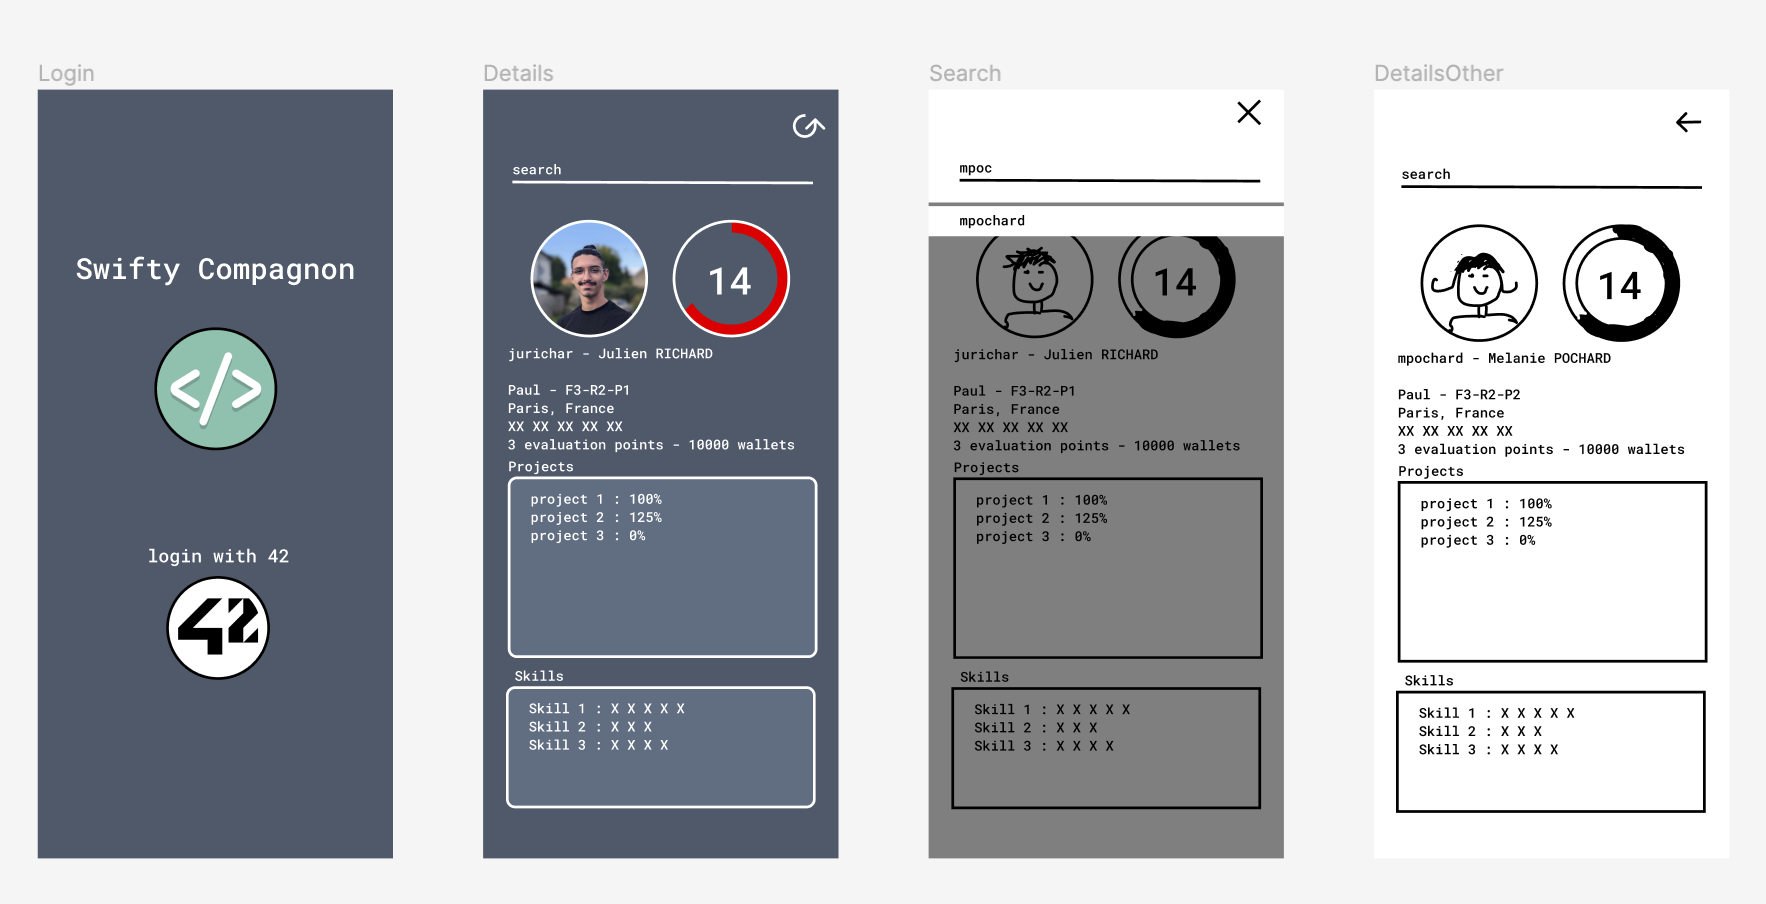 Login
Swifty Compagnon
</>
login with 42
42
Details
search
14
jurichar - Julien RICHARD
Paul - F3-R2-P1
Paris, France
XX XX XX XX XX
3 evaluation points - 10000 wallets
Projects
project 1 : 100%
project 2 : 125%
project 3 : 0%
Skills
Skill 1 : X X X X X
Skill 2 : X X X
Skill 3 : X X X X
Search
mpoc
mpochard
14
jurichar - Julien RICHARD
Paul - F3-R2-P1
Paris, France
XX XX XX XX XX
3 evaluation points - 10000 wallets
Projects
project 1 : 100%
project 2 : 125%
project 3 : 0%
Skills
Skill 1 : X X X X X
Skill 2 : X X X
Skill 3 : X X X X
DetailsOther
search
14
mpochard - Melanie POCHARD
Paul - F3-R2-P2
Paris, France
XX XX XX XX XX
3 evaluation points - 10000 wallets
Projects
project 1 : 100%
project 2 : 125%
project 3 : 0%
Skills
Skill 1 : X X X X X
Skill 2 : X X X
Skill 3 : X X X X